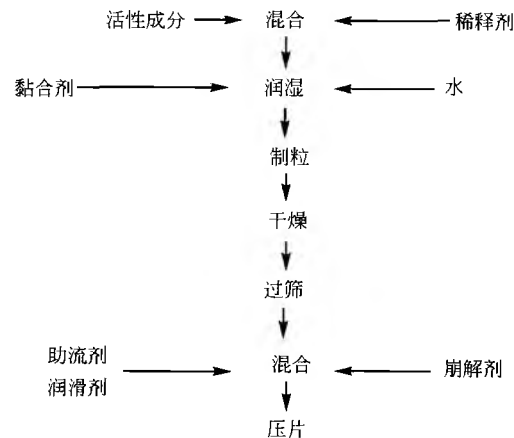 活性成分 混合 稀释剂
黏合剂 润湿 水
制粒
干燥
过筛
助流剂
润滑剂 混合 崩解剂
压片